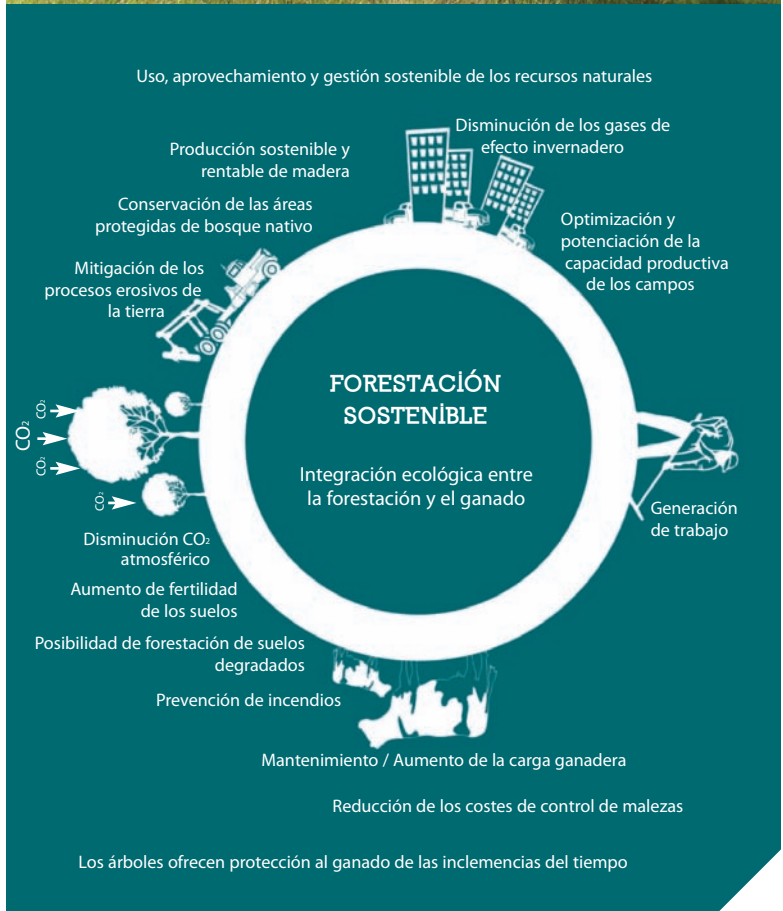 Uso, aprovechamiento y gestión sostenible de los recursos naturales
Disminución de los gases de
efecto invernadero
Producción sostenible y
rentable de madera
Conservación de las áreas
protegidas de bosque nativo
Optimización y
potenciación de la
capacidad productiva
de los campos
Mitigación de los
procesos erosivos de
la tierra
FORESTACİÓN
SOSTENİBLE
Integración ecológica entre
la forestación y el ganado
CO₂
CO₂
CO₂
CO₂
Generación
de trabajo
Disminución CO₂
atmosférico
Aumento de fertilidad
de los suelos
Posibilidad de forestación de suelos
degradados
Prevención de incendios
Mantenimiento / Aumento de la carga ganadera
Reducción de los costes de control de malezas
Los árboles ofrecen protección al ganado de las inclemencias del tiempo